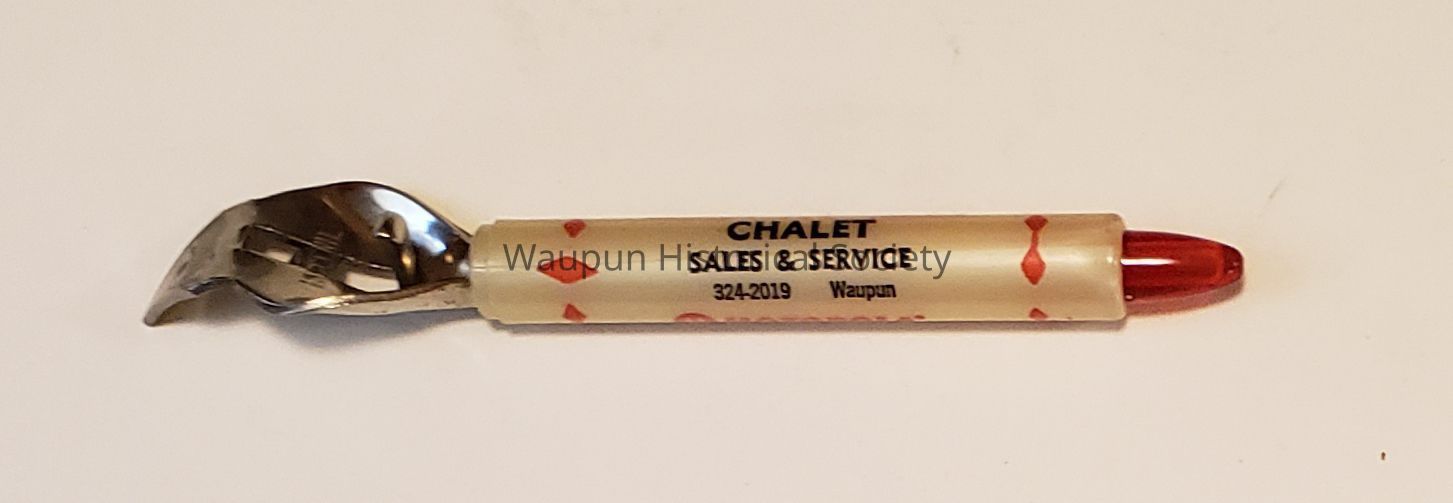 CHALET
SALES & SERVICE
324-2019 Waupun
Waupun Historical Society